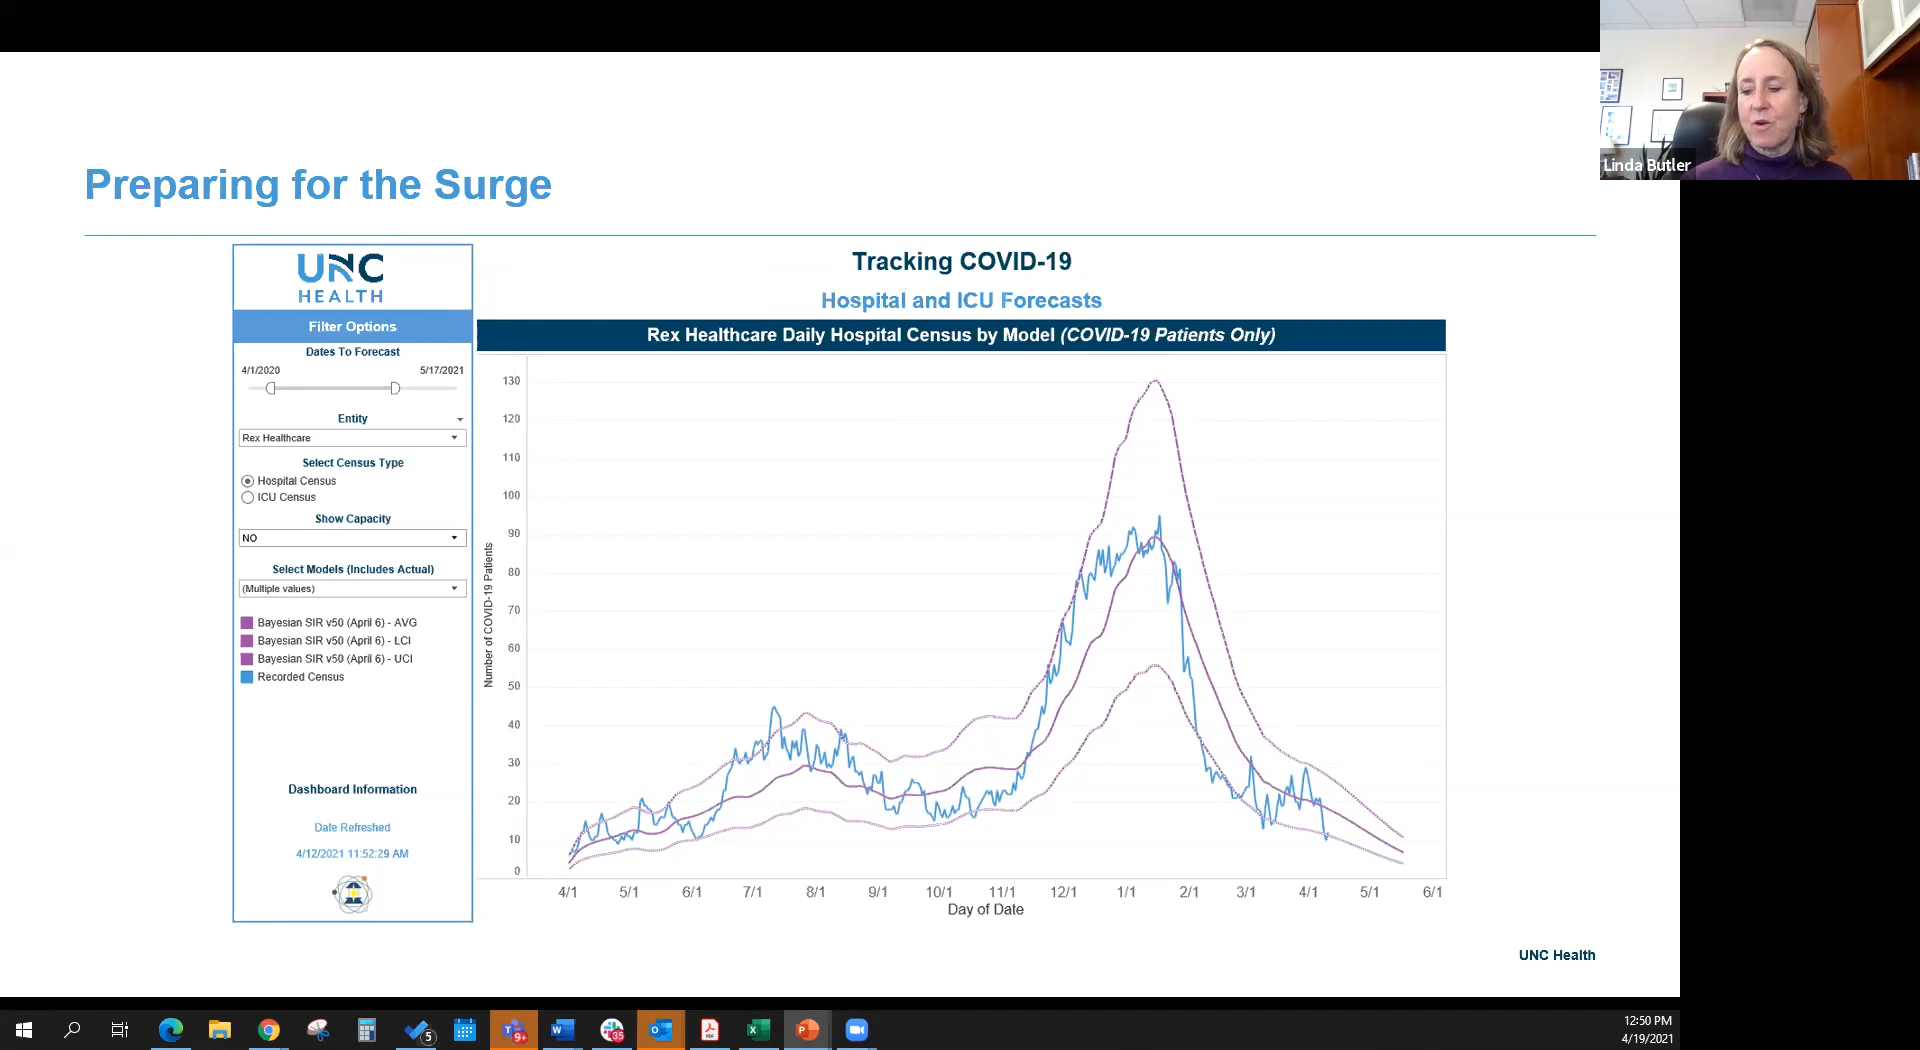 Linda Butler
Preparing for the Surge
UNC
HEALTH
Filter Options
Dates To Forecast
4/1/2020 5/17/2021
Entity
Rex Healthcare
Select Census Type
Hospital Census
ICU Census
Show Capacity
NO
Select Models (Includes Actual)
(Multiple values)
Bayesian SIR v50 (April 6) - AVG
Bayesian SIR v50 (April 6) - LCI
Bayesian SIR v50 (April 6) - UCI
Recorded Census
Dashboard Information
Date Refreshed
4/12/2021 11:52:29 AM
Tracking COVID-19
Hospital and ICU Forecasts
Rex Healthcare Daily Hospital Census by Model (COVID-19 Patients Only)
Number of COVID-19 Patients
130
120
110
100
90
80
70
60
50
40
30
20
10
0
4/1 5/1 6/1 7/1 8/1 9/1 10/1 11/1 12/1 1/1 2/1 3/1 4/1 5/1 6/1
Day of Date
UNC Health
5
9+
35
12:50 PM
4/19/2021